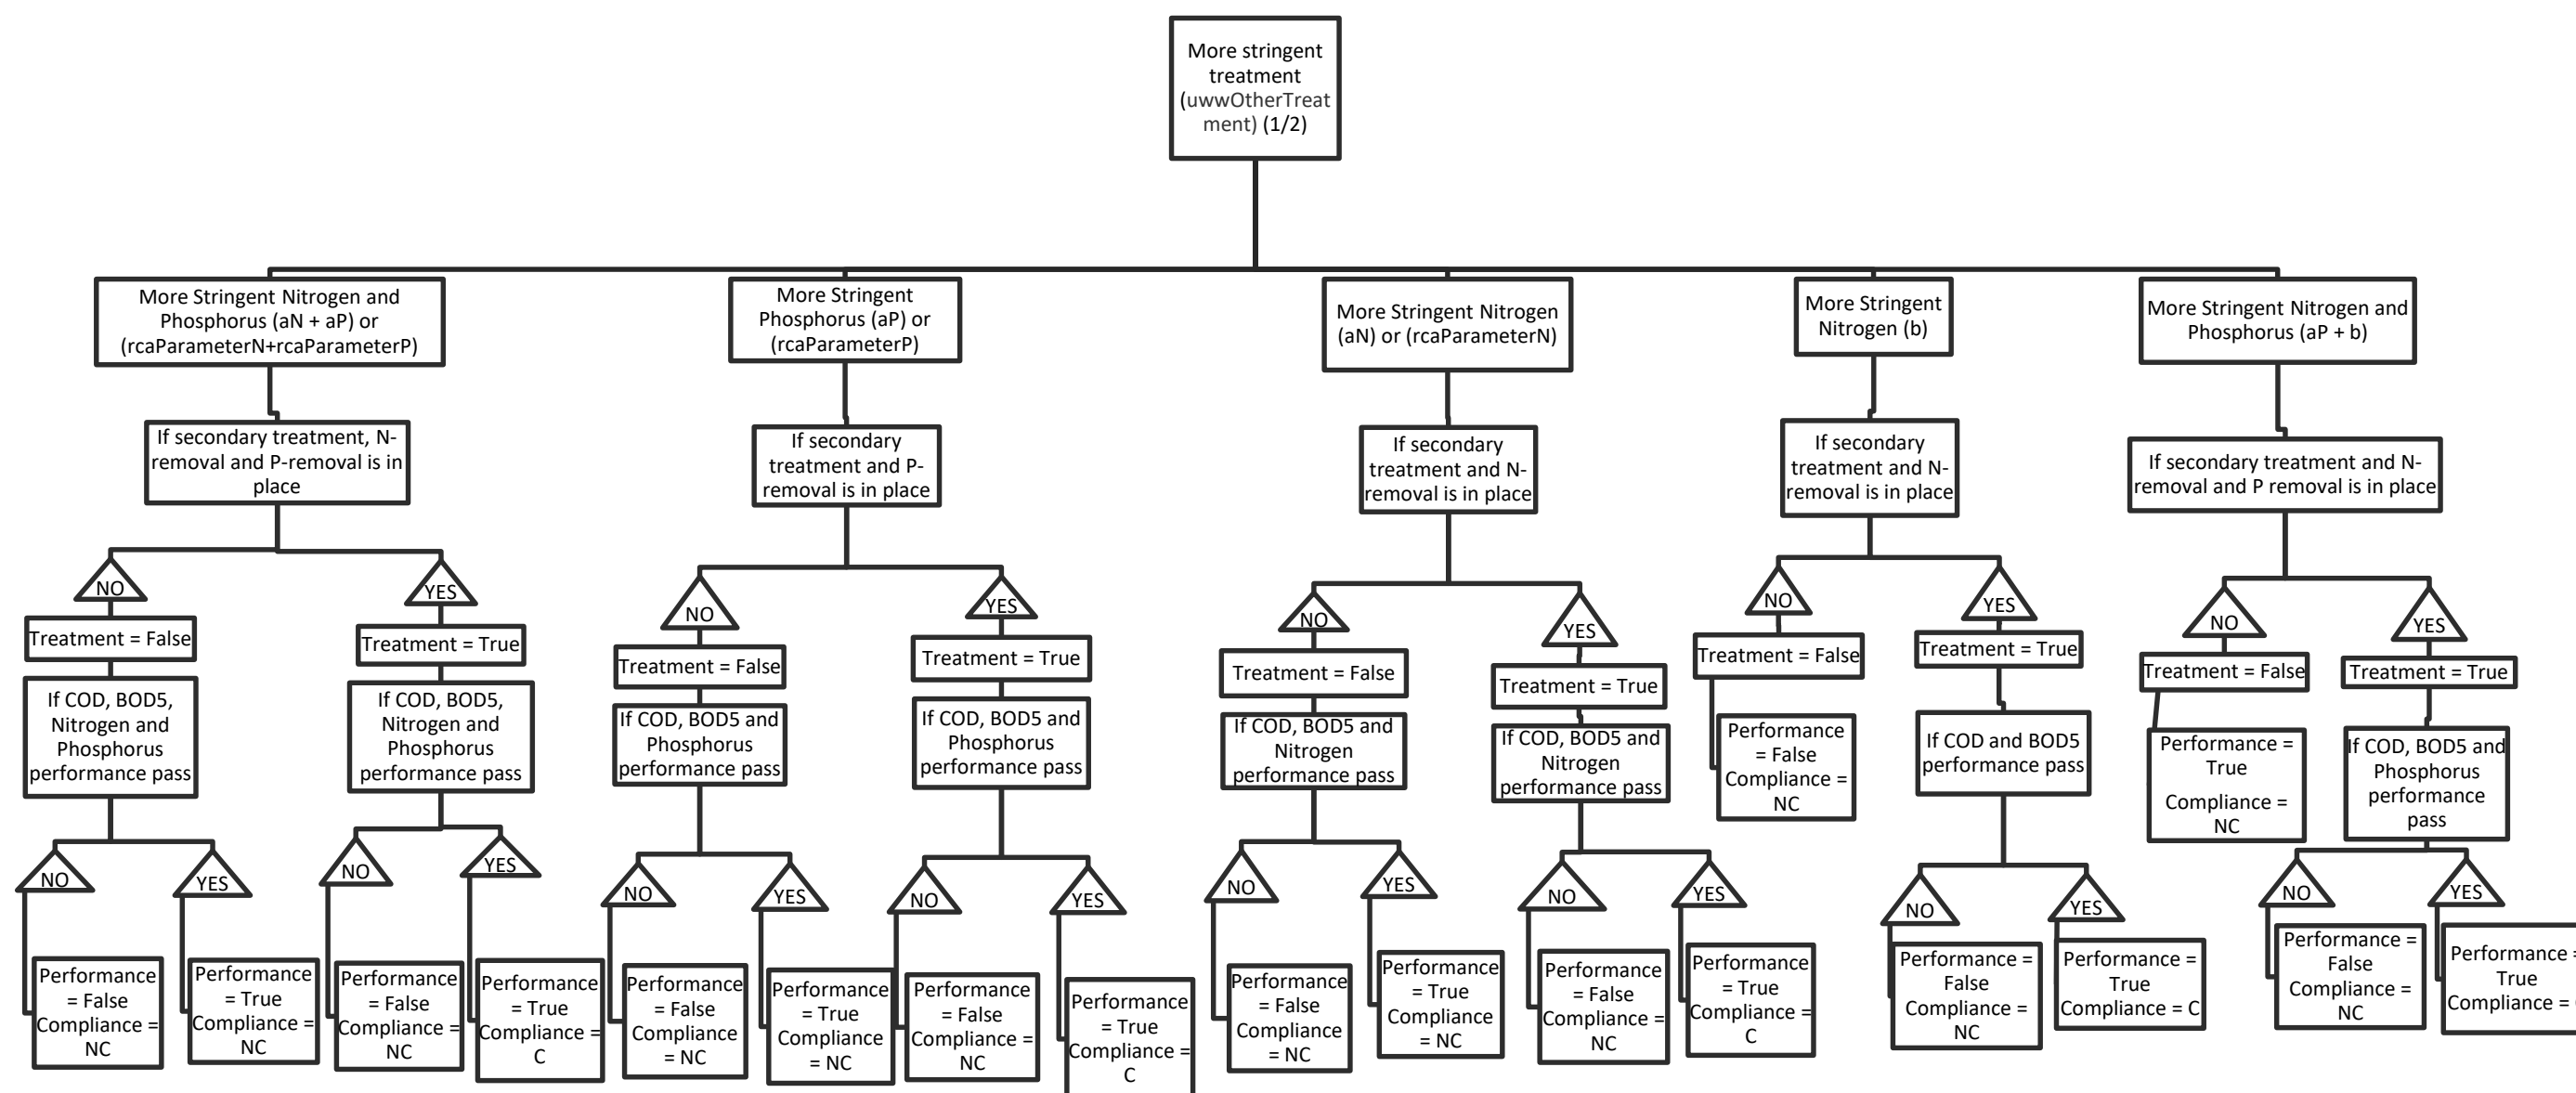 More stringent
treatment
(uwwOtherTreat
ment) (1/2)
More Stringent Nitrogen and
Phosphorus (aN + aP) or
(rcaParameterN+rcaParameterP)
If secondary treatment, N-
removal and P-removal is in
place
NO
Treatment = False
If COD, BOD5,
Nitrogen and
Phosphorus
performance pass
NO
Performance
= False
Compliance =
NC
YES
Performance
= True
Compliance =
NC
YES
Treatment = True
If COD, BOD5,
Nitrogen and
Phosphorus
performance pass
NO
Performance
= False
Compliance =
NC
YES
Performance
= True
Compliance =
C
More Stringent
Phosphorus (aP) or
(rcaParameterP)
If secondary
treatment and P-
removal is in place
NO
Treatment = False
If COD, BOD5 and
Phosphorus
performance pass
NO
Performance
= False
Compliance
= NC
YES
Performance
= True
Compliance
= NC
YES
Treatment = True
If COD, BOD5 and
Phosphorus
performance pass
NO
Performance
= False
Compliance =
NC
YES
Performance
= True
Compliance =
C
More Stringent Nitrogen
(aN) or (rcaParameterN)
If secondary
treatment and N-
removal is in place
NO
Treatment = False
If COD, BOD5 and
Nitrogen
performance pass
NO
Performance
= False
Compliance
= NC
YES
Performance
= True
Compliance
= NC
YES
Treatment = True
If COD, BOD5 and
Nitrogen
performance pass
NO
Performance
= False
Compliance =
NC
YES
Performance
= True
Compliance =
C
More Stringent
Nitrogen (b)
If secondary
treatment and N-
removal is in place
NO
Treatment = False
Performance
= False
Compliance =
NC
YES
Treatment = True
If COD and BOD5
performance pass
NO
Performance =
False
Compliance =
NC
YES
Performance =
True
Compliance = C
More Stringent Nitrogen and
Phosphorus (aP + b)
If secondary treatment and N-
removal and P removal is in place
NO
Treatment = False
Performance =
True
Compliance =
NC
YES
Treatment = True
If COD, BOD5 and
Phosphorus
performance
pass
NO
Performance =
False
Compliance =
NC
YES
Performance =
True
Compliance =